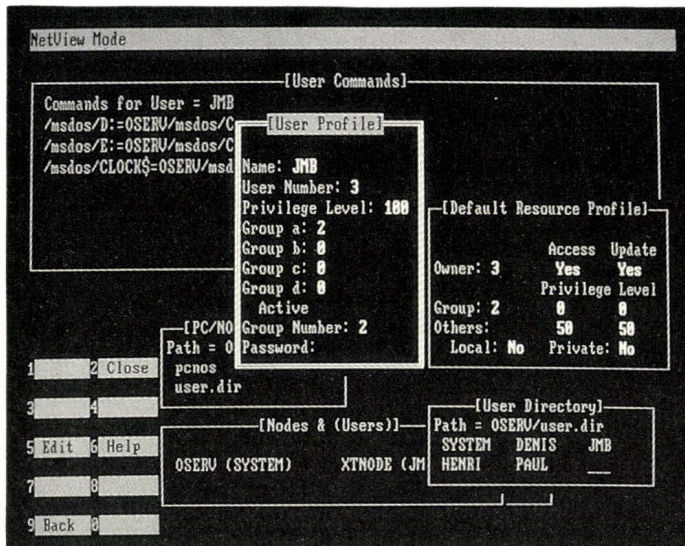 NetView Mode
[User Commands]
Commands for User = JMB
/msdos/D:=OSERV/msdos/C
/msdos/E:=OSERV/msdos/C
/msdos/CLOCK$=OSERV/msd
[User Profile]
Name: JMB
User Number: 3
Privilege Level: 100
Group a: 2
Group b: 0
Group c: 0
Group d: 0
Active
Group Number: 2
Password:
[Default Resource Profile]
Access Update
Owner: 3 Yes Yes
Privilege Level
Group: 2 0 0
Others: 50 50
Local: No Private: No
[PC/NO
Path = O
pcnos
user.dir
[Nodes & (Users)]
OSERV (SYSTEM) XTNODE (JM
[User Directory]
Path = OSERV/user.dir
SYSTEM DENIS JMB
HENRI PAUL ___
1 2 Close
3 4
5 Edit 6 Help
7 8
9 Back 0